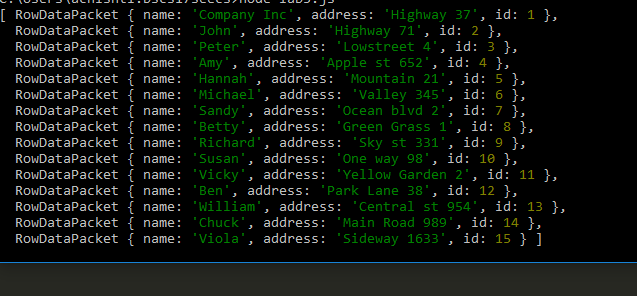 [ RowDataPacket { name: 'Company Inc', address: 'Highway 37', id: 1 },
RowDataPacket { name: 'John', address: 'Highway 71', id: 2 },
RowDataPacket { name: 'Peter', address: 'Lowstreet 4', id: 3 },
RowDataPacket { name: 'Amy', address: 'Apple st 652', id: 4 },
RowDataPacket { name: 'Hannah', address: 'Mountain 21', id: 5 },
RowDataPacket { name: 'Michael', address: 'Valley 345', id: 6 },
RowDataPacket { name: 'Sandy', address: 'Ocean blvd 2', id: 7 },
RowDataPacket { name: 'Betty', address: 'Green Grass 1', id: 8 },
RowDataPacket { name: 'Richard', address: 'Sky st 331', id: 9 },
RowDataPacket { name: 'Susan', address: 'One way 98', id: 10 },
RowDataPacket { name: 'Vicky', address: 'Yellow Garden 2', id: 11 },
RowDataPacket { name: 'Ben', address: 'Park Lane 38', id: 12 },
RowDataPacket { name: 'William', address: 'Central st 954', id: 13 },
RowDataPacket { name: 'Chuck', address: 'Main Road 989', id: 14 },
RowDataPacket { name: 'Viola', address: 'Sideway 1633', id: 15 } ]